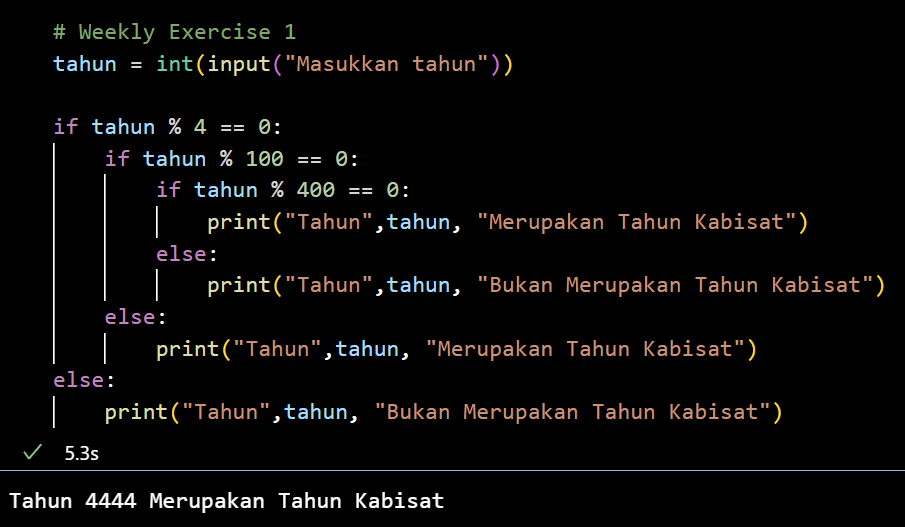 # Weekly Exercise 1
tahun = int(input("Masukkan tahun"))
if tahun % 4 == 0:
if tahun % 100 == 0:
if tahun % 400 == 0:
print("Tahun",tahun, "Merupakan Tahun Kabisat")
else:
print("Tahun",tahun, "Bukan Merupakan Tahun Kabisat")
else:
print("Tahun",tahun, "Merupakan Tahun Kabisat")
else:
print("Tahun",tahun, "Bukan Merupakan Tahun Kabisat")
5.3s
Tahun 4444 Merupakan Tahun Kabisat